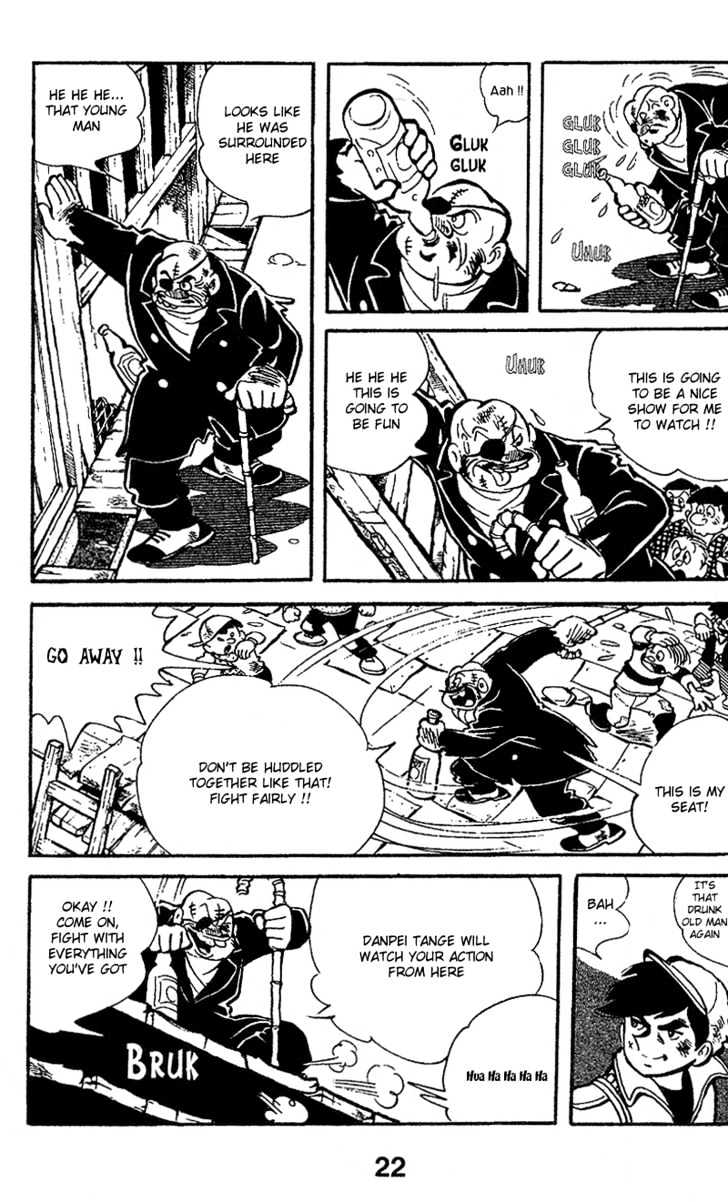 HE HE HE...
THAT YOUNG
MAN
LOOKS LIKE
HE WAS
SURROUNDED
HERE
Aah !!
GLUK
GLUK
GLUK
GLUK
GLUK
UMUK
UMUK
HE HE HE
THIS IS
GOING TO
BE FUN
THIS IS GOING
TO BE A NICE
SHOW FOR ME
TO WATCH !!
GO AWAY !!
DON'T BE HUDDLED
TOGETHER LIKE THAT!
FIGHT FAIRLY !!
THIS IS MY
SEAT!
OKAY !!
COME ON,
FIGHT WITH
EVERYTHING
YOU'VE GOT
BRUK
DANPEI TANGE WILL
WATCH YOUR ACTION
FROM HERE
Hua Ha Ha Ha Ha
BAH
...
IT'S
THAT
DRUNK
OLD MAN
AGAIN
22